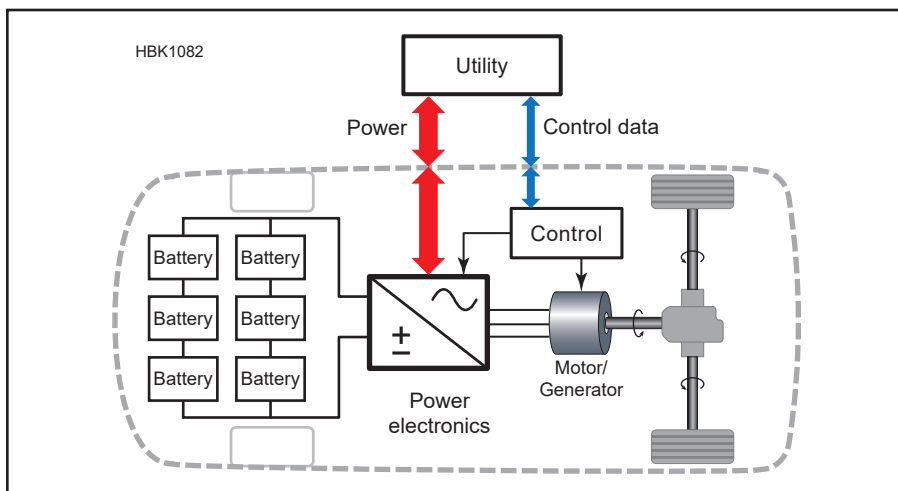 HBK1082
Utility
Power
Control data
Control
Battery
Battery
Battery
Battery
Battery
Battery
±
−
Motor/
Generator
Power
electronics